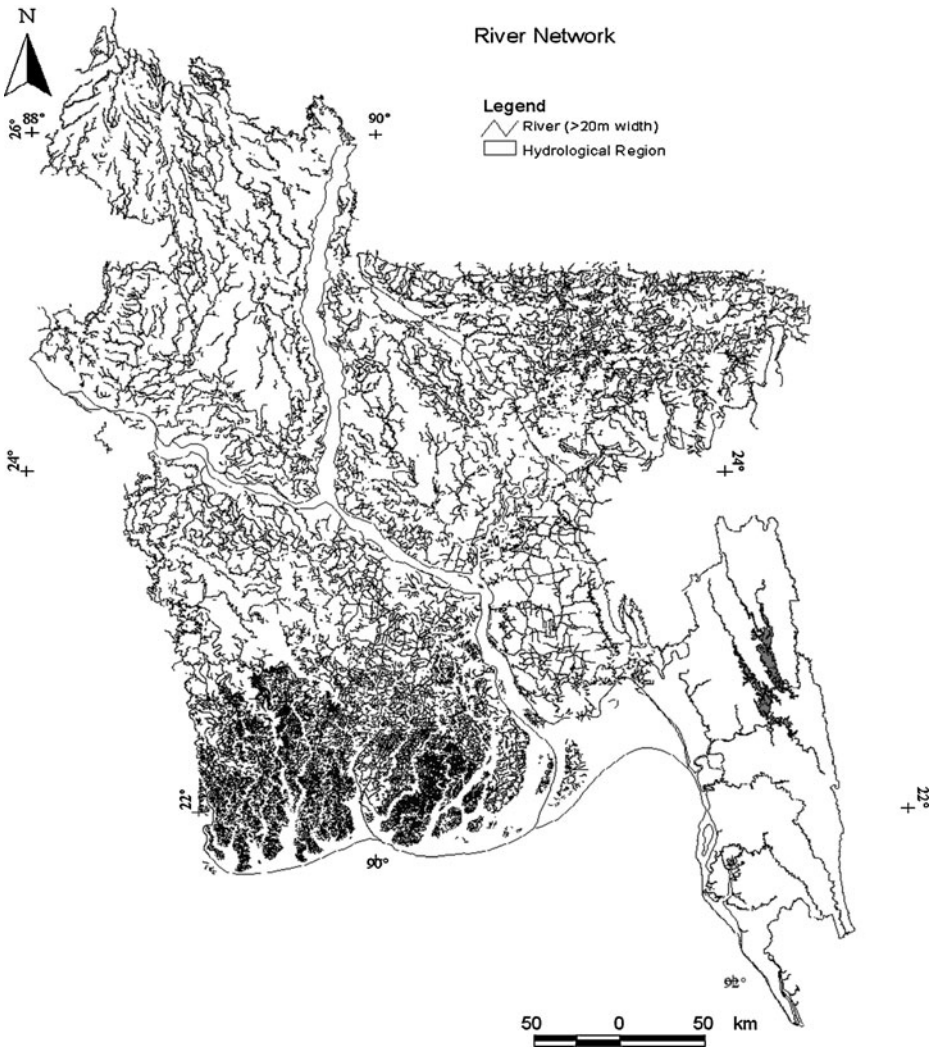 N
River Network
Legend
River (>20m width)
Hydrological Region
26° 88°
90°
24°
24°
22°
22°
90°
92°
50 0 50 km